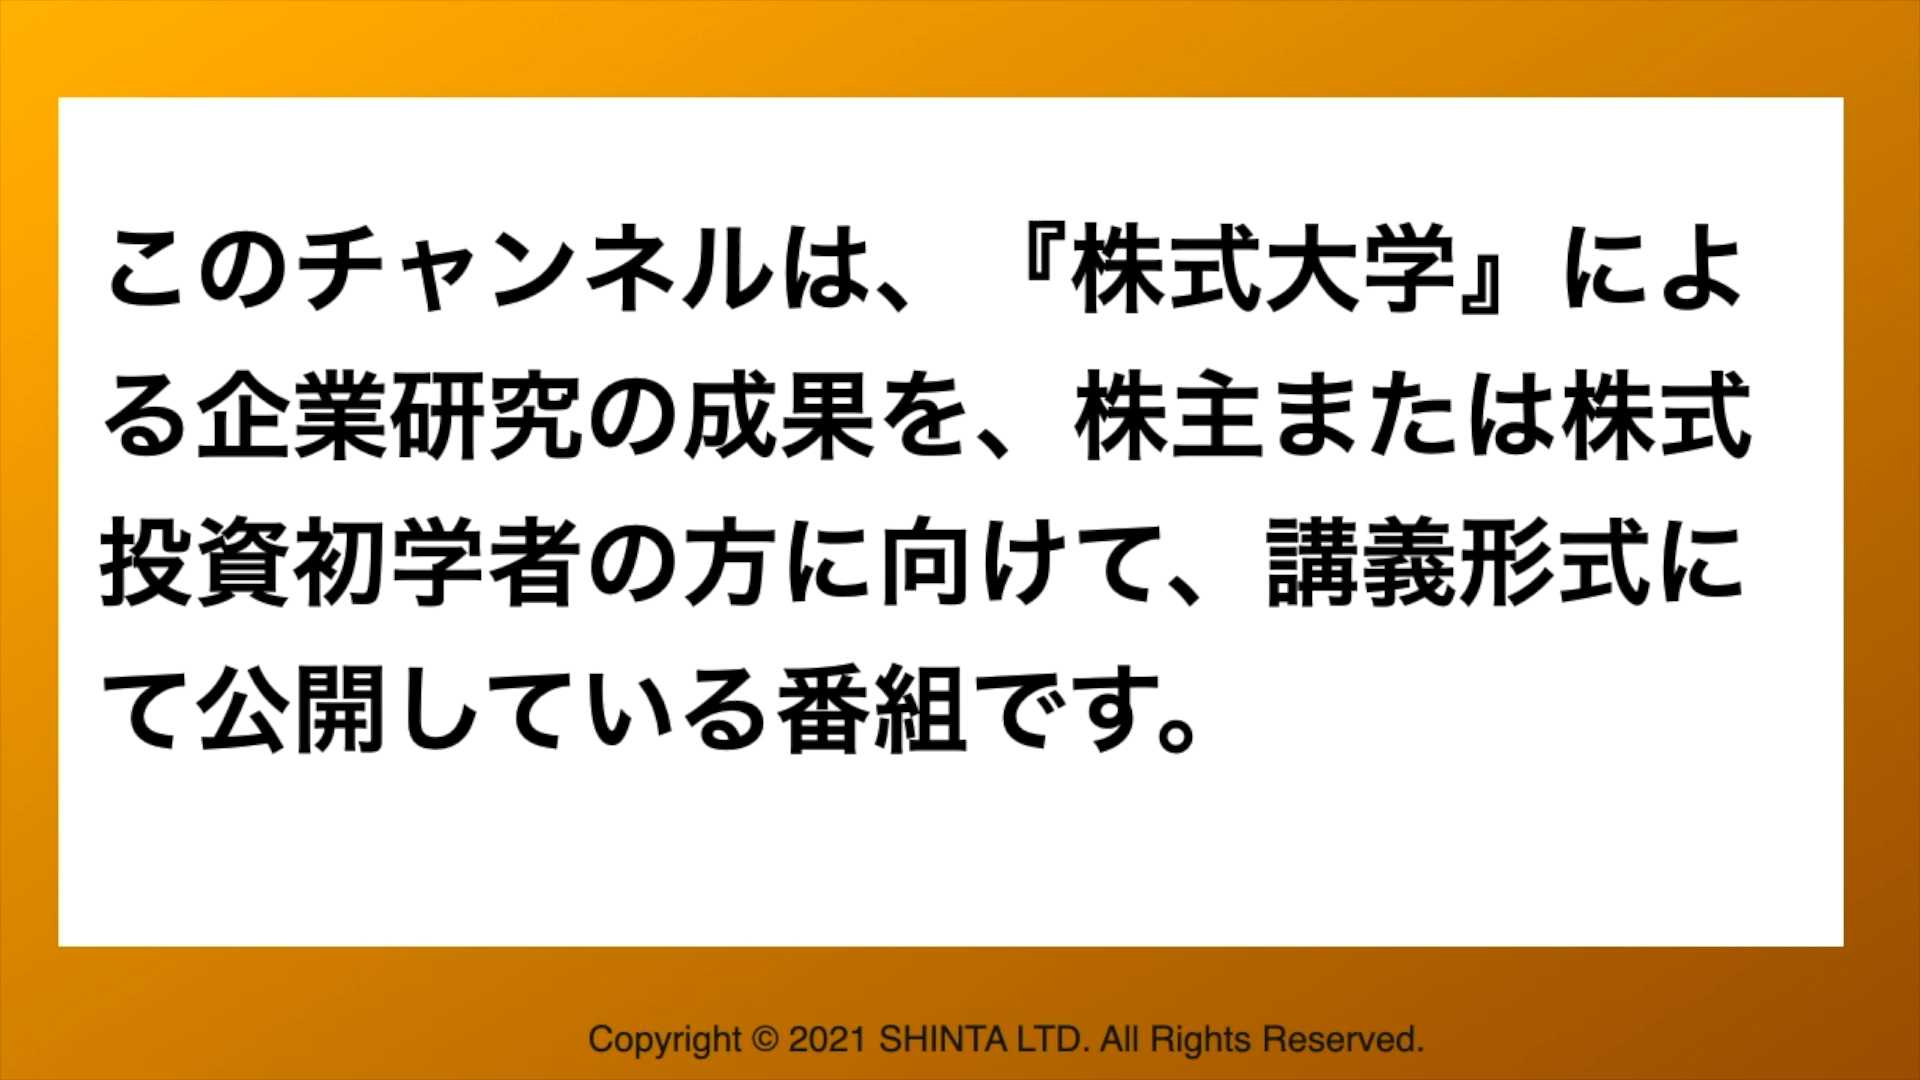 このチャンネルは、『株式大学』によ
る企業研究の成果を、株主または株式
投資初学者の方に向けて、講義形式に
て公開している番組です。
Copyright © 2021 SHINTA LTD. All Rights Reserved.